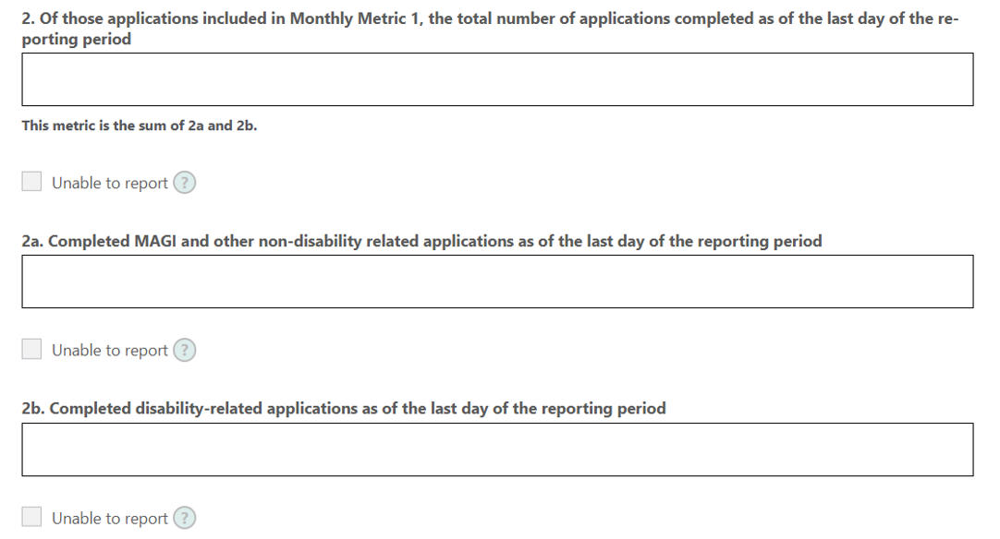 2. Of those applications included in Monthly Metric 1, the total number of applications completed as of the last day of the re-
porting period
This metric is the sum of 2a and 2b.
Unable to report ?
2a. Completed MAGI and other non-disability related applications as of the last day of the reporting period
Unable to report ?
2b. Completed disability-related applications as of the last day of the reporting period
Unable to report ?